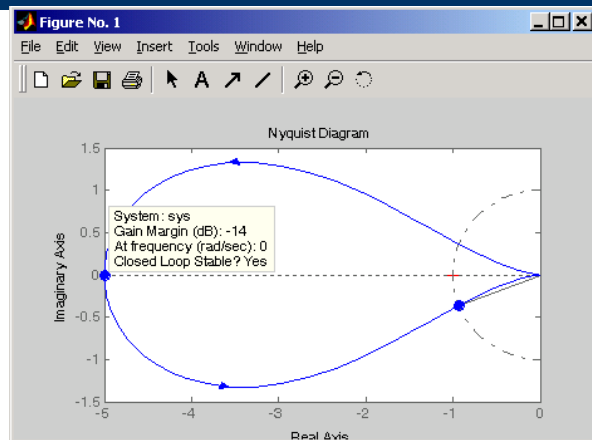 Figure No. 1
File Edit View Insert Tools Window Help
A
Nyquist Diagram
1.5
1
0.5
0
-0.5
-1
-1.5
Imaginary Axis
System: sys
Gain Margin (dB): -14
At frequency (rad/sec): 0
Closed Loop Stable? Yes
-5 -4 -3 -2 -1 0
Real Axis